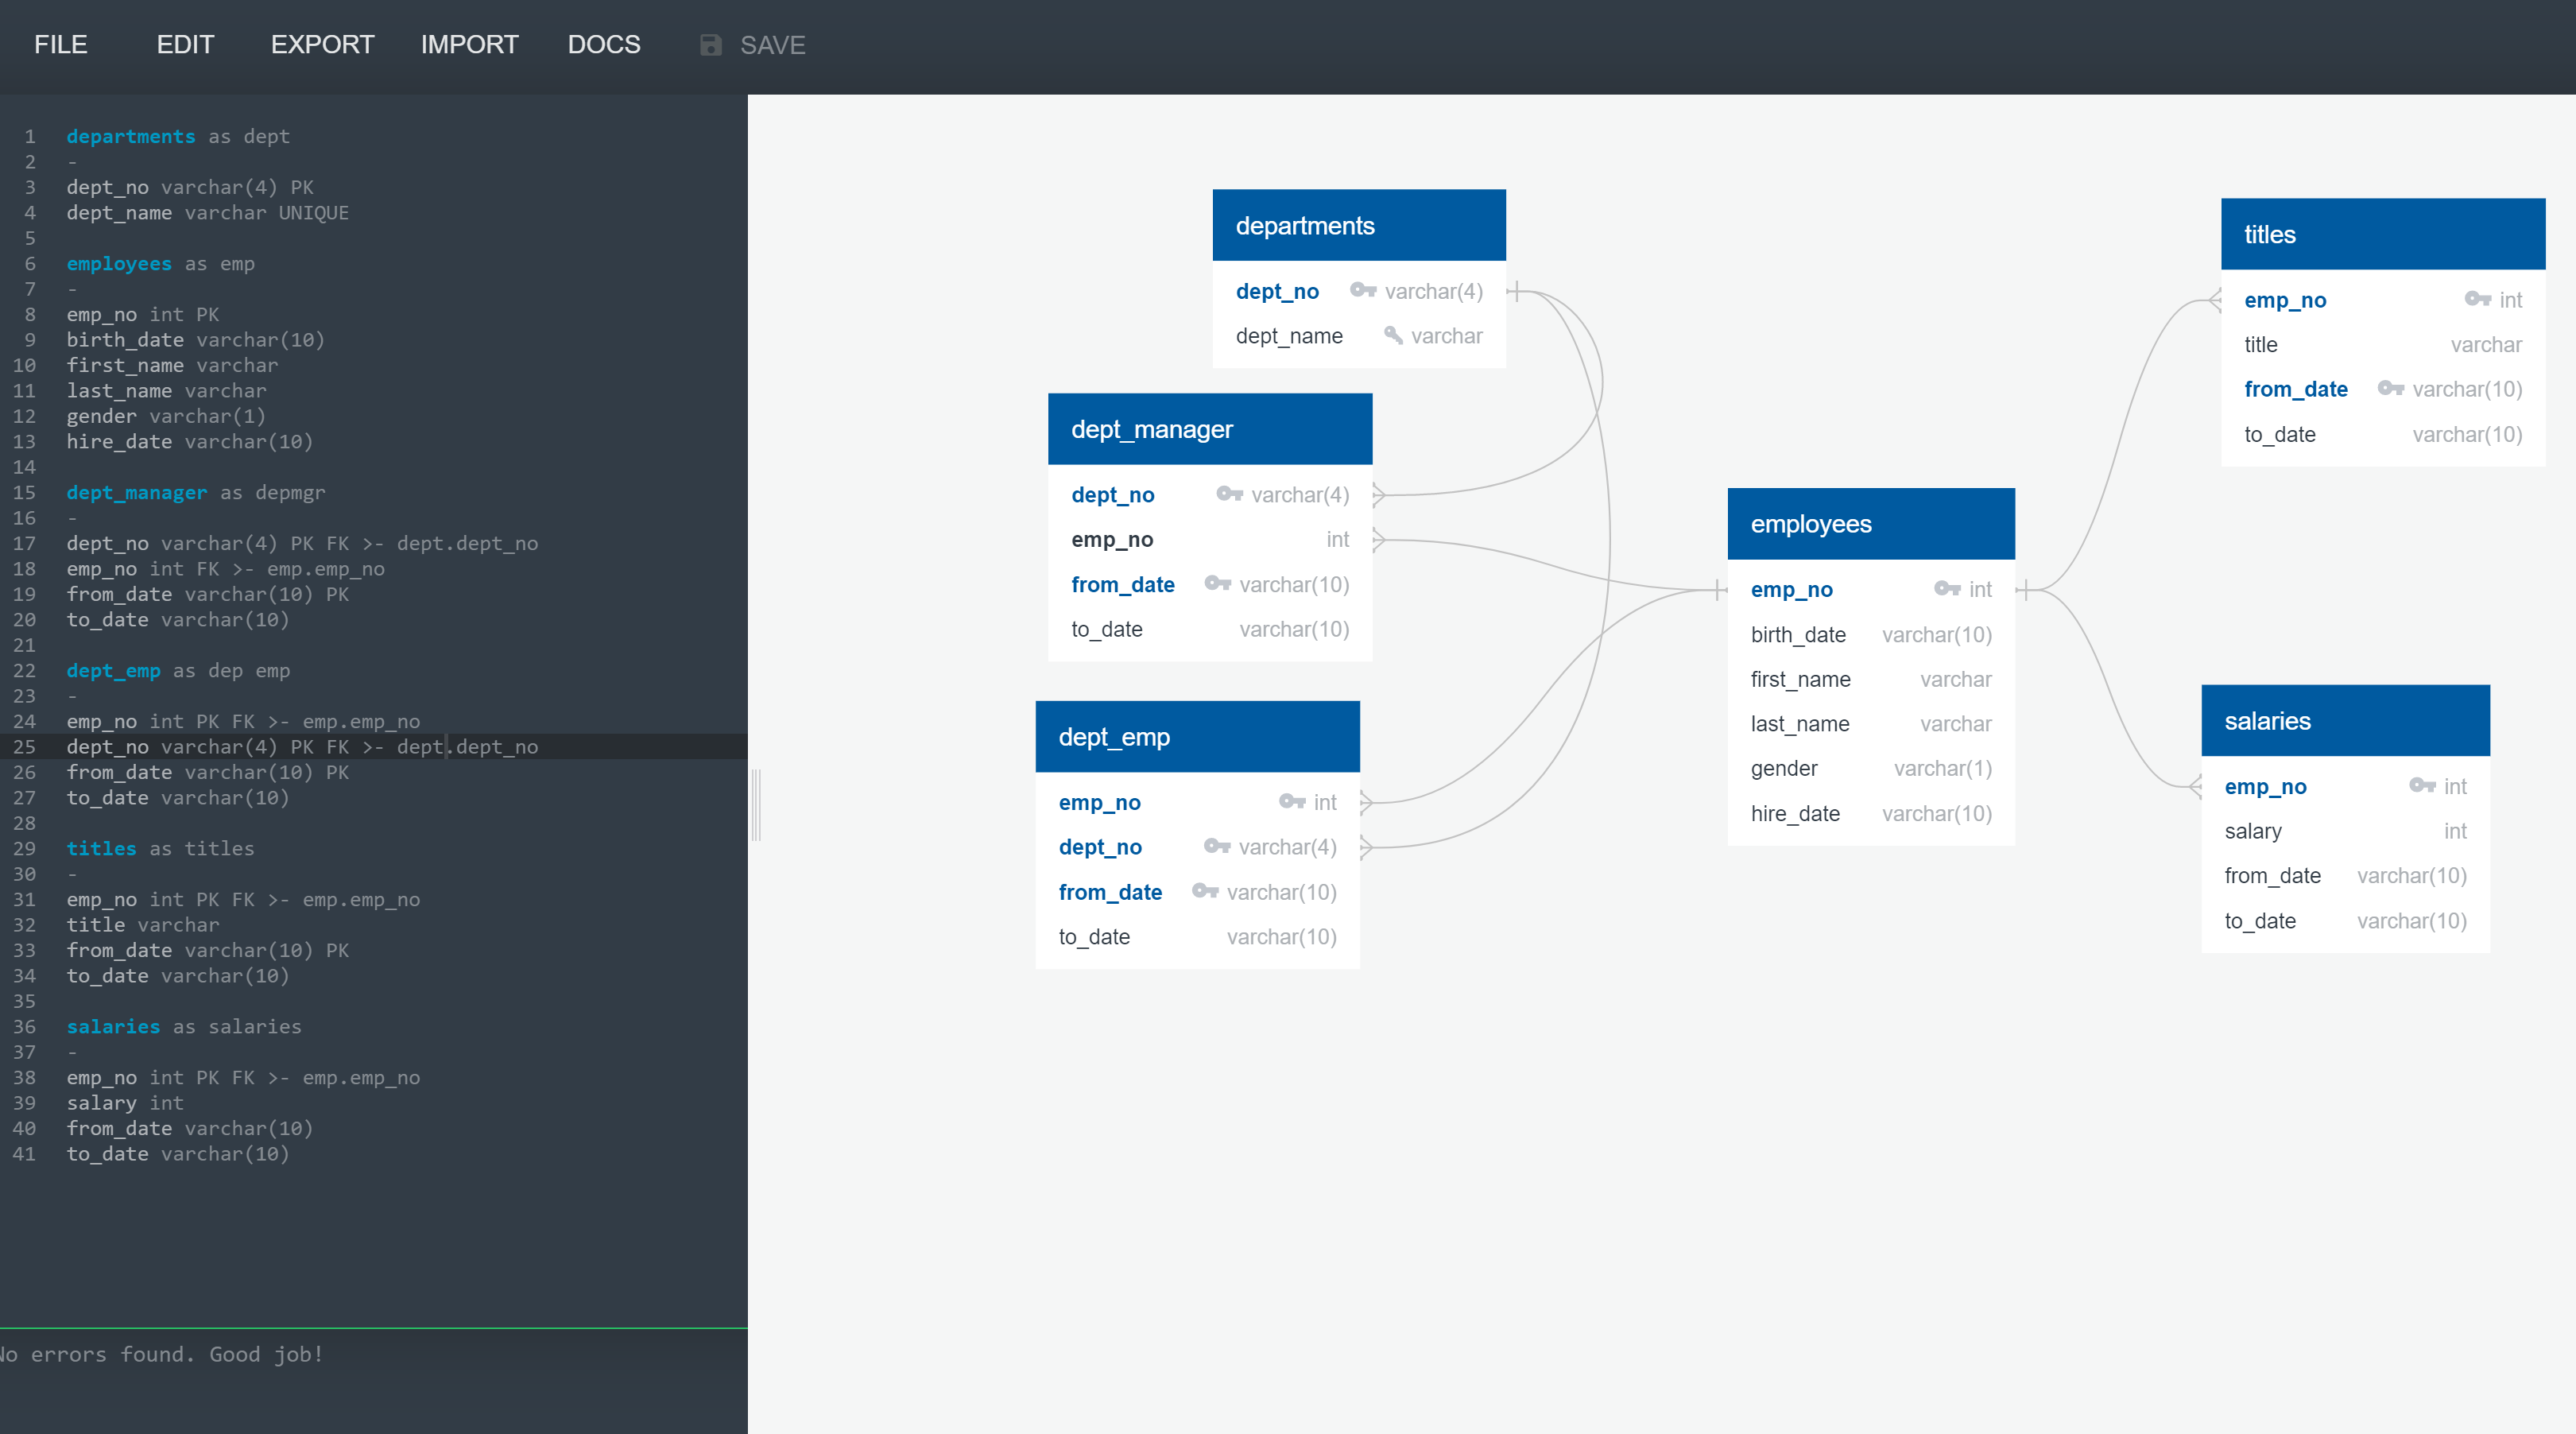 FILE EDIT EXPORT IMPORT DOCS SAVE
1 departments as dept
2 -
3 dept_no varchar(4) PK
4 dept_name varchar UNIQUE
5
6 employees as emp
7 -
8 emp_no int PK
9 birth_date varchar(10)
10 first_name varchar
11 last_name varchar
12 gender varchar(1)
13 hire_date varchar(10)
14
15 dept_manager as depmgr
16 -
17 dept_no varchar(4) PK FK >- dept.dept_no
18 emp_no int FK >- emp.emp_no
19 from_date varchar(10) PK
20 to_date varchar(10)
21
22 dept_emp as dep emp
23 -
24 emp_no int PK FK >- emp.emp_no
25 dept_no varchar(4) PK FK >- dept.dept_no
26 from_date varchar(10) PK
27 to_date varchar(10)
28
29 titles as titles
30 -
31 emp_no int PK FK >- emp.emp_no
32 title varchar
33 from_date varchar(10) PK
34 to_date varchar(10)
35
36 salaries as salaries
37 -
38 emp_no int PK FK >- emp.emp_no
39 salary int
40 from_date varchar(10)
41 to_date varchar(10)
No errors found. Good job!
departments
dept_no varchar(4)
dept_name varchar
dept_manager
dept_no varchar(4)
emp_no int
from_date varchar(10)
to_date varchar(10)
dept_emp
emp_no int
dept_no varchar(4)
from_date varchar(10)
to_date varchar(10)
employees
emp_no int
birth_date varchar(10)
first_name varchar
last_name varchar
gender varchar(1)
hire_date varchar(10)
titles
emp_no int
title varchar
from_date varchar(10)
to_date varchar(10)
salaries
emp_no int
salary int
from_date varchar(10)
to_date varchar(10)